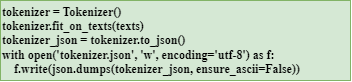 tokenizer = Tokenizer()
tokenizer.fit_on_texts(texts)
tokenizer_json = tokenizer.to_json()
with open('tokenizer.json', 'w', encoding='utf-8') as f:
    f.write(json.dumps(tokenizer_json, ensure_ascii=False))